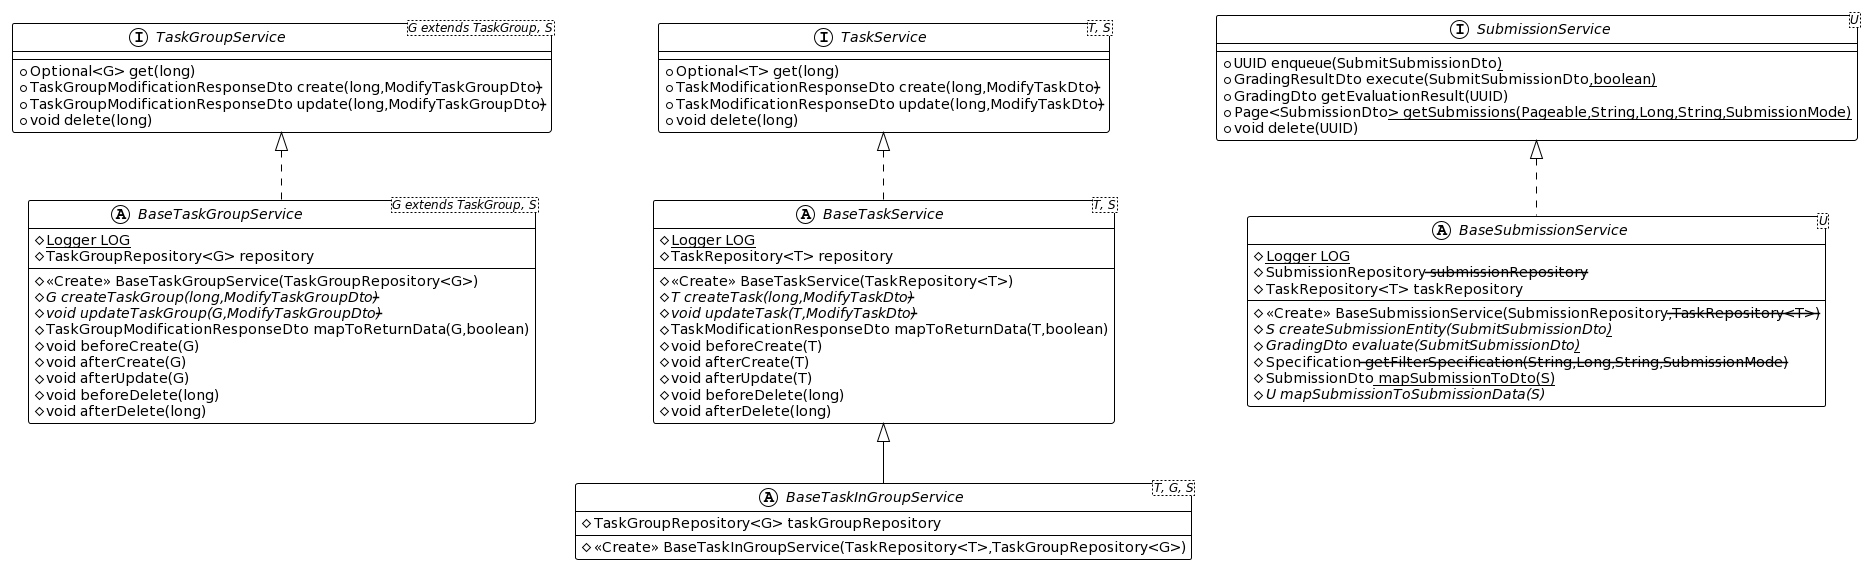 I TaskGroupService
G extends TaskGroup, S
Optional<G> get(long)
TaskGroupModificationResponseDto create(long,ModifyTaskGroupDto)
TaskGroupModificationResponseDto update(long,ModifyTaskGroupDto)
void delete(long)
I TaskService
T, S
Optional<T> get(long)
TaskModificationResponseDto create(long,ModifyTaskDto)
TaskModificationResponseDto update(long,ModifyTaskDto)
void delete(long)
I SubmissionService
U
UUID enqueue(SubmitSubmissionDto)
GradingResultDto execute(SubmitSubmissionDto,boolean)
GradingDto getEvaluationResult(UUID)
Page<SubmissionDto> getSubmissions(Pageable,String,Long,String,SubmissionMode)
void delete(UUID)
A BaseTaskGroupService
G extends TaskGroup, S
Logger LOG
TaskGroupRepository<G> repository
«Create» BaseTaskGroupService(TaskGroupRepository<G>)
G createTaskGroup(long,ModifyTaskGroupDto)
void updateTaskGroup(G,ModifyTaskGroupDto)
TaskGroupModificationResponseDto mapToReturnData(G,boolean)
void beforeCreate(G)
void afterCreate(G)
void afterUpdate(G)
void beforeDelete(long)
void afterDelete(long)
A BaseTaskService
T, S
Logger LOG
TaskRepository<T> repository
«Create» BaseTaskService(TaskRepository<T>)
T createTask(long,ModifyTaskDto)
void updateTask(T,ModifyTaskDto)
TaskModificationResponseDto mapToReturnData(T,boolean)
void beforeCreate(T)
void afterCreate(T)
void afterUpdate(T)
void beforeDelete(long)
void afterDelete(long)
A BaseSubmissionService
U
Logger LOG
SubmissionRepository submissionRepository
TaskRepository<T> taskRepository
«Create» BaseSubmissionService(SubmissionRepository,TaskRepository<T>)
S createSubmissionEntity(SubmitSubmissionDto)
GradingDto evaluate(SubmitSubmissionDto)
Specification getFilterSpecification(String,Long,String,SubmissionMode)
SubmissionDto mapSubmissionToDto(S)
U mapSubmissionToSubmissionData(S)
A BaseTaskInGroupService
T, G, S
TaskGroupRepository<G> taskGroupRepository
«Create» BaseTaskInGroupService(TaskRepository<T>,TaskGroupRepository<G>)